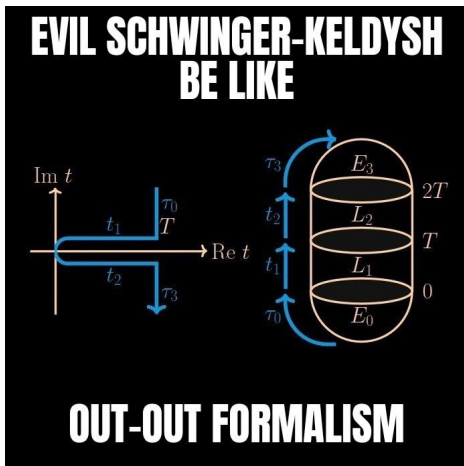 EVIL SCHWINGER-KELDYSH
BE LIKE
Im t
t₁
τ₀
T
Re t
t₂
τ₃
τ₃
E₃
2T
t₂
L₂
T
t₁
L₁
0
τ₀
E₀
OUT-OUT FORMALISM